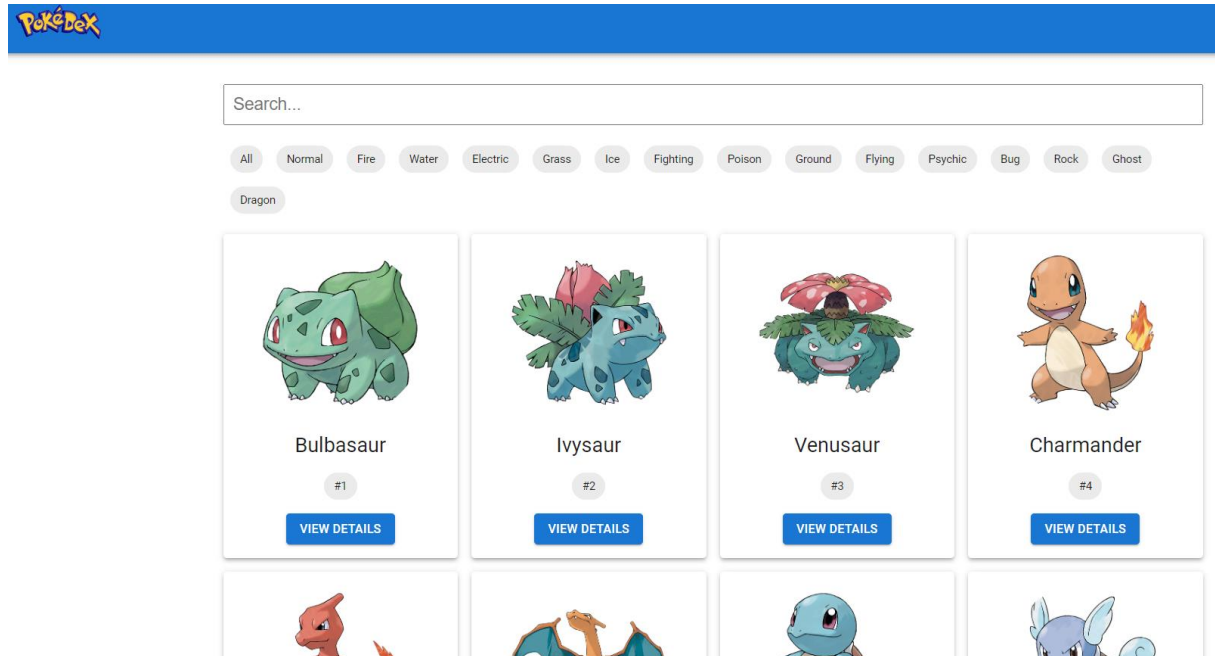 PokéDex
Search...
All Normal Fire Water Electric Grass Ice Fighting Poison Ground Flying Psychic Bug Rock Ghost
Dragon
Bulbasaur Ivysaur Venusaur Charmander
#1 #2 #3 #4
VIEW DETAILS VIEW DETAILS VIEW DETAILS VIEW DETAILS